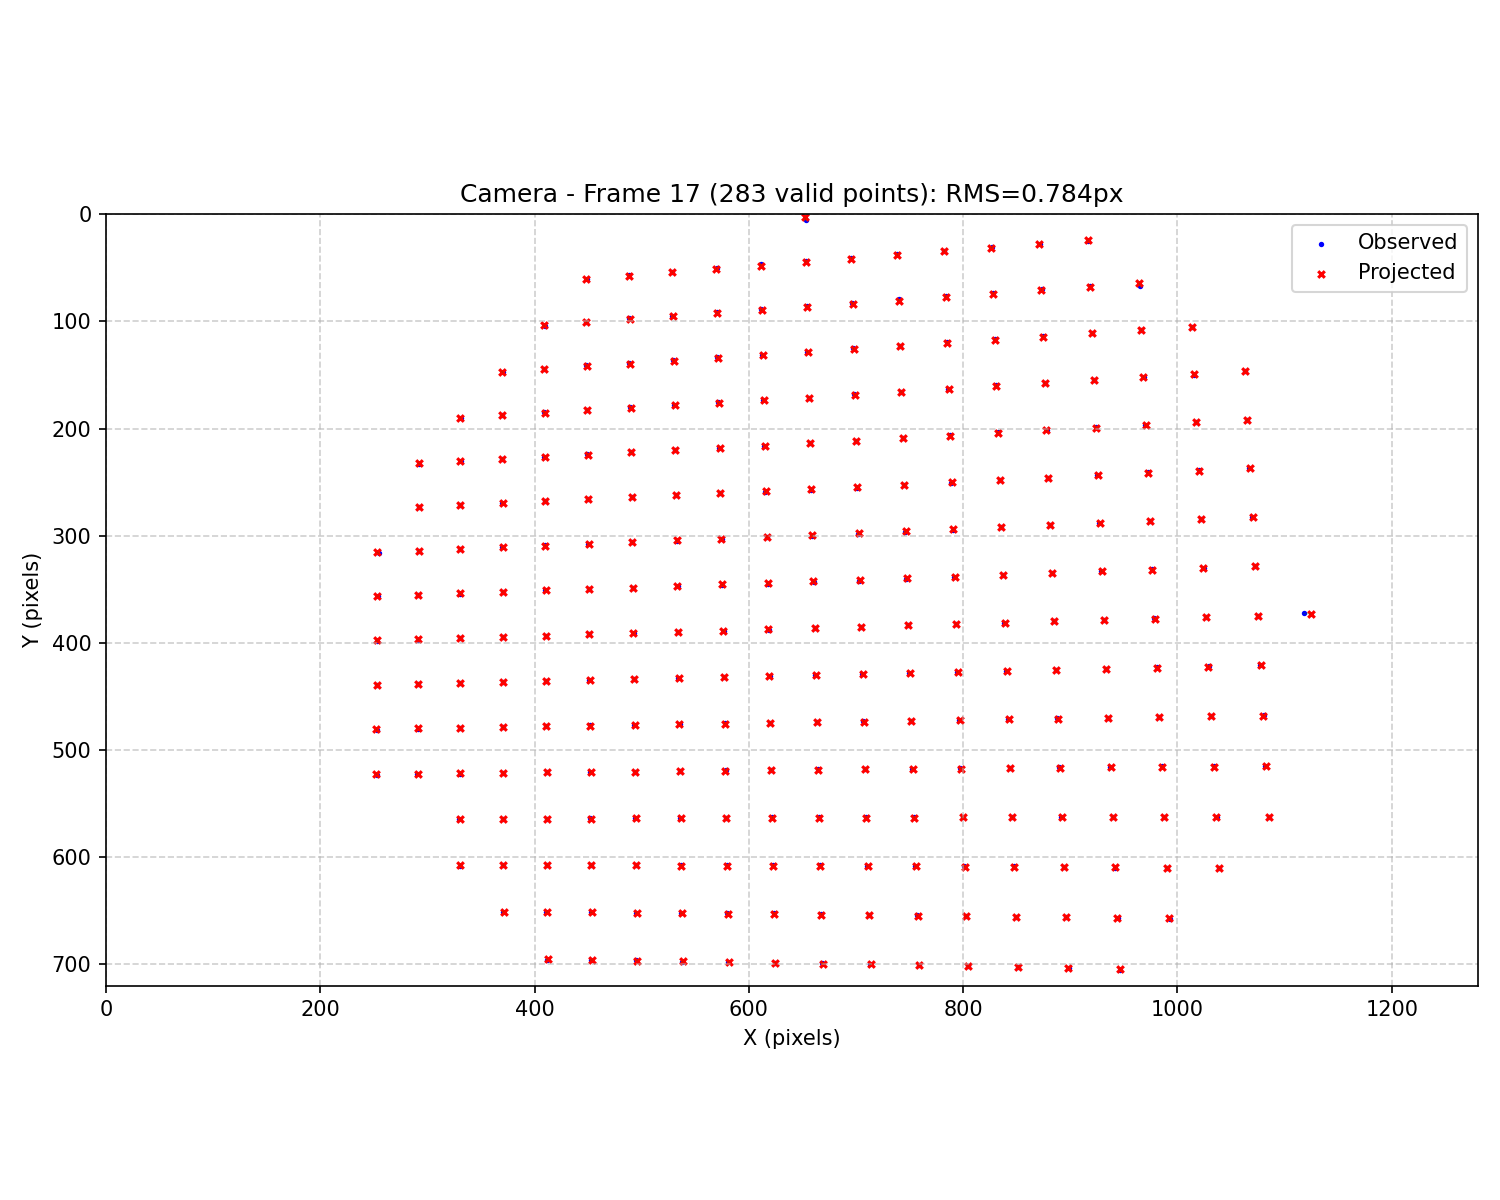 Camera - Frame 17 (283 valid points): RMS=0.784px
Observed
Projected
0
100
200
300
400
500
600
700
Y (pixels)
0 200 400 600 800 1000 1200
X (pixels)